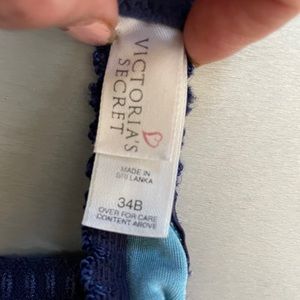 VICTORIA'S
SECRET
MADE IN
SRI LANKA
34B
OVER FOR CARE
CONTENT ABOVE